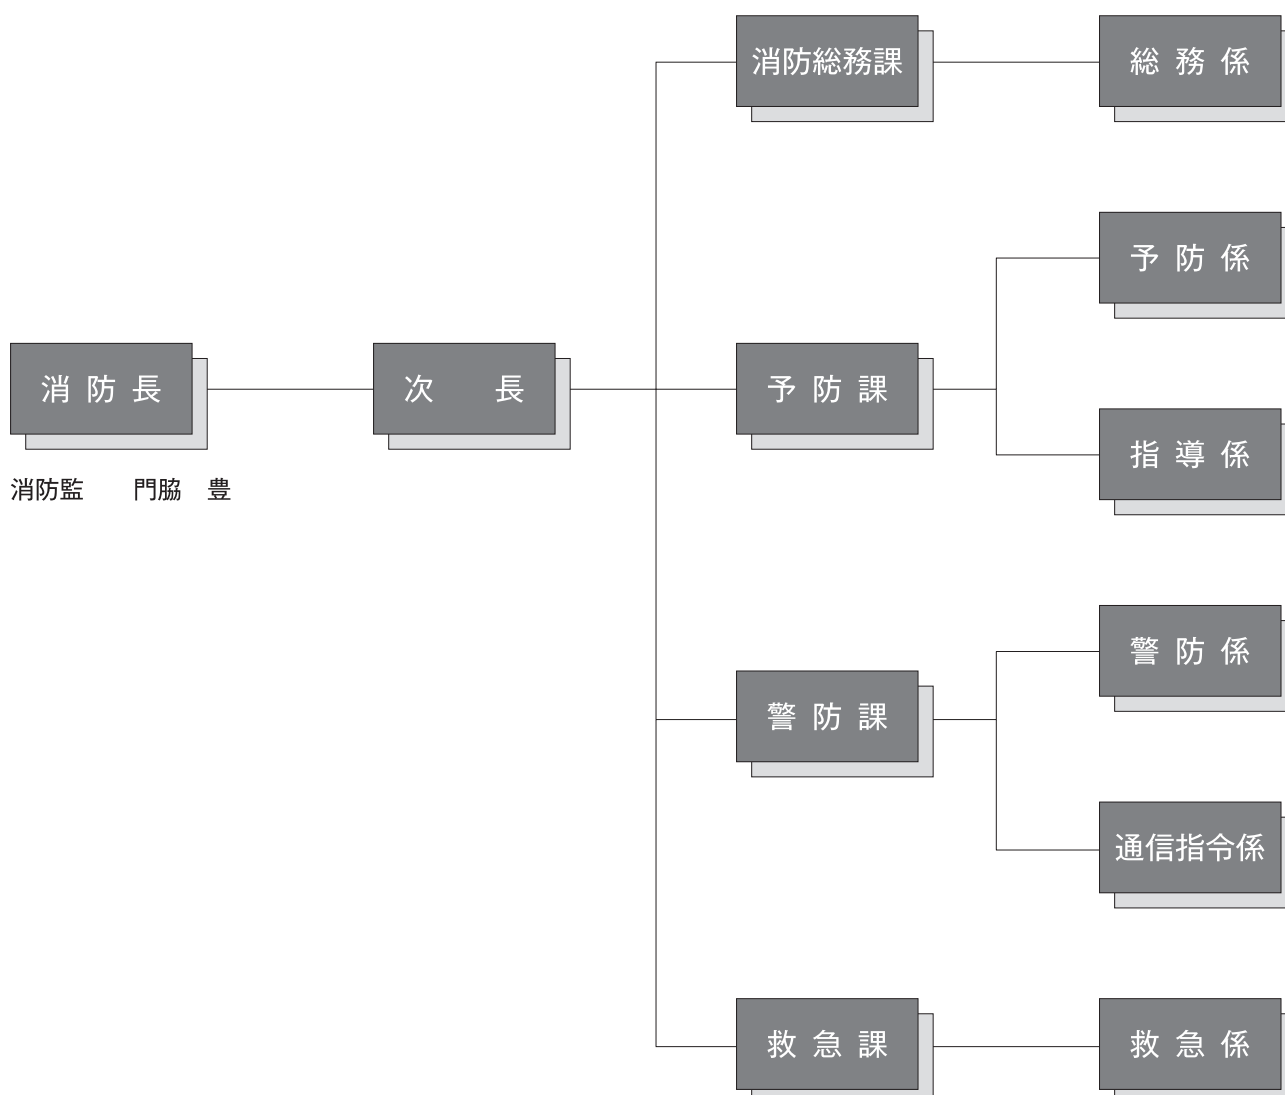 消防総務課
総務係
予防係
消防長
次長
予防課
指導係
消防監 門脇 豊
警防係
警防課
通信指令係
救急課
救急係